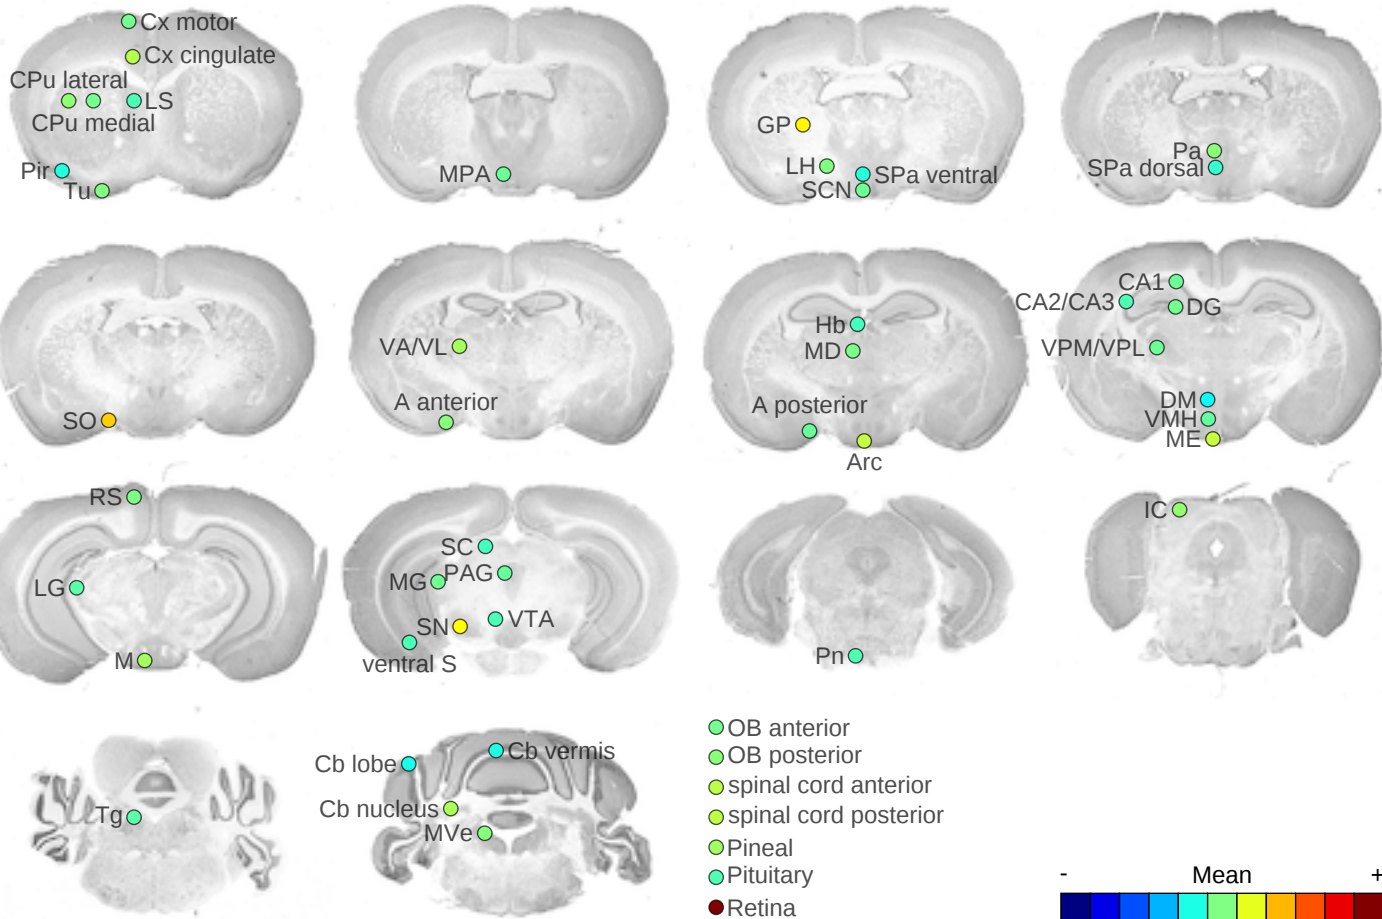 Cx motor
Cx cingulate
CPu lateral
LS
CPu medial
Pir
Tu
MPA
GP
LH
SPa ventral
SCN
Pa
SPa dorsal
SO
VA/VL
A anterior
Hb
MD
A posterior
Arc
CA1
CA2/CA3
DG
VPM/VPL
DM
VMH
ME
RS
LG
M
SC
PAG
MG
SN
VTA
ventral S
Pn
IC
Tg
Cb lobe
Cb vermis
Cb nucleus
MVe
OB anterior
OB posterior
spinal cord anterior
spinal cord posterior
Pineal
Pituitary
Retina
- Mean +